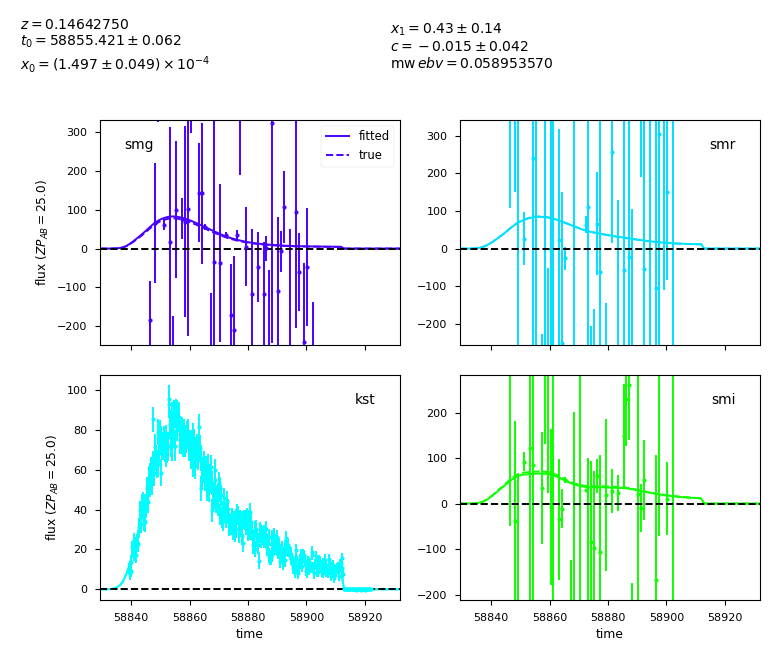 z = 0.14642750
t₀ = 58855.421 ± 0.062
x₀ = (1.497 ± 0.049) × 10⁻⁴
x₁ = 0.43 ± 0.14
c = −0.015 ± 0.042
mw ebv = 0.058953570
smg
fitted
true
300
200
100
0
−100
−200
flux (ZP_AB = 25.0)
smr
300
200
100
0
−100
−200
kst
100
80
60
40
20
0
flux (ZP_AB = 25.0)
58840 58860 58880 58900 58920
time
smi
200
100
0
−100
−200
58840 58860 58880 58900 58920
time